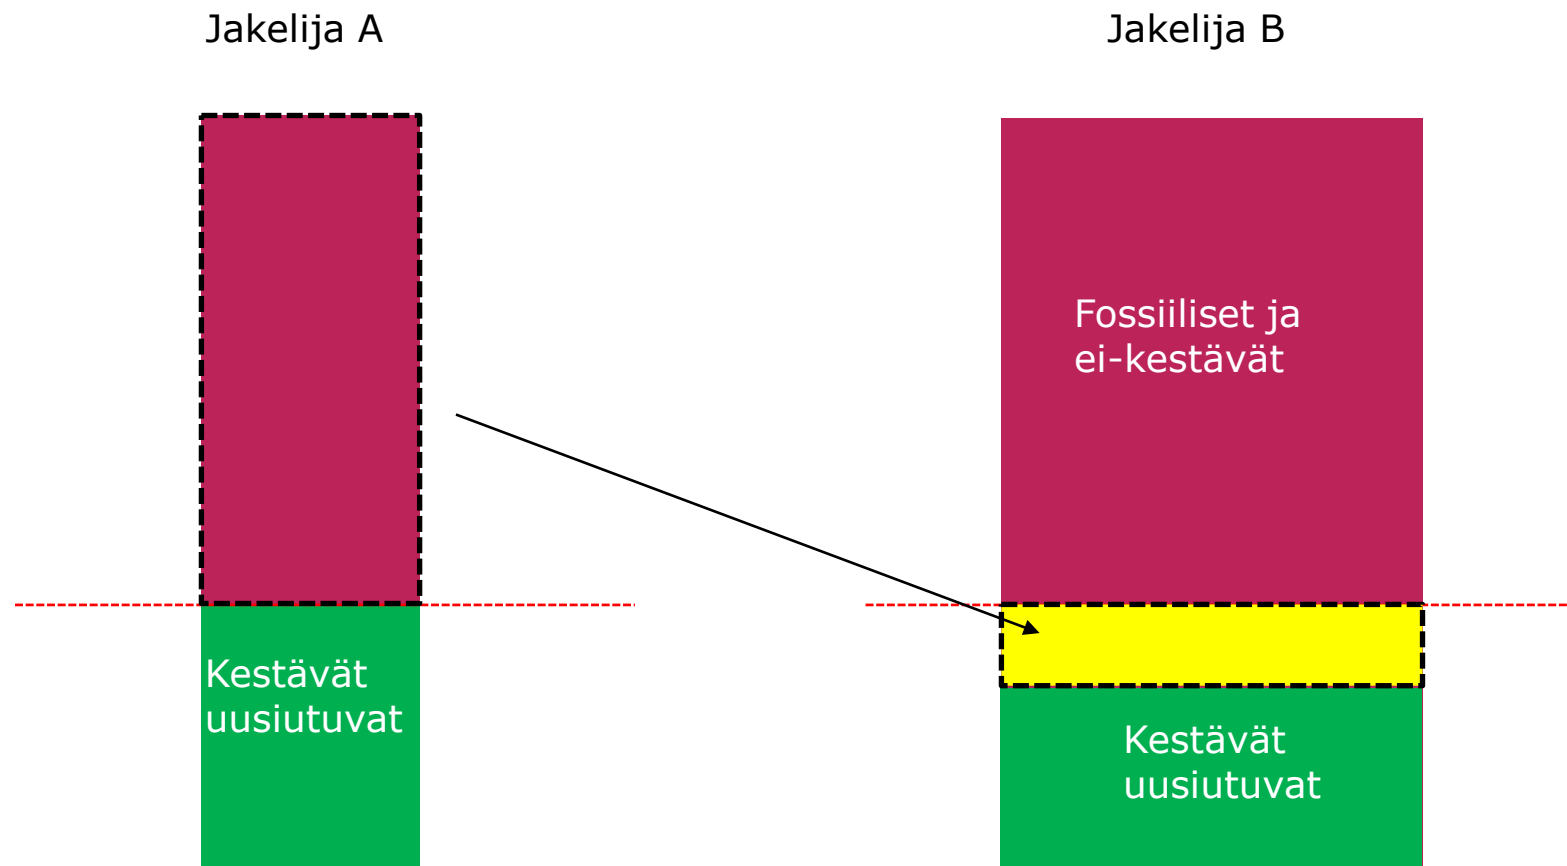 Jakelija A
Jakelija B
Fossiiliset ja
ei-kestävät
Kestävät
uusiutuvat
Kestävät
uusiutuvat